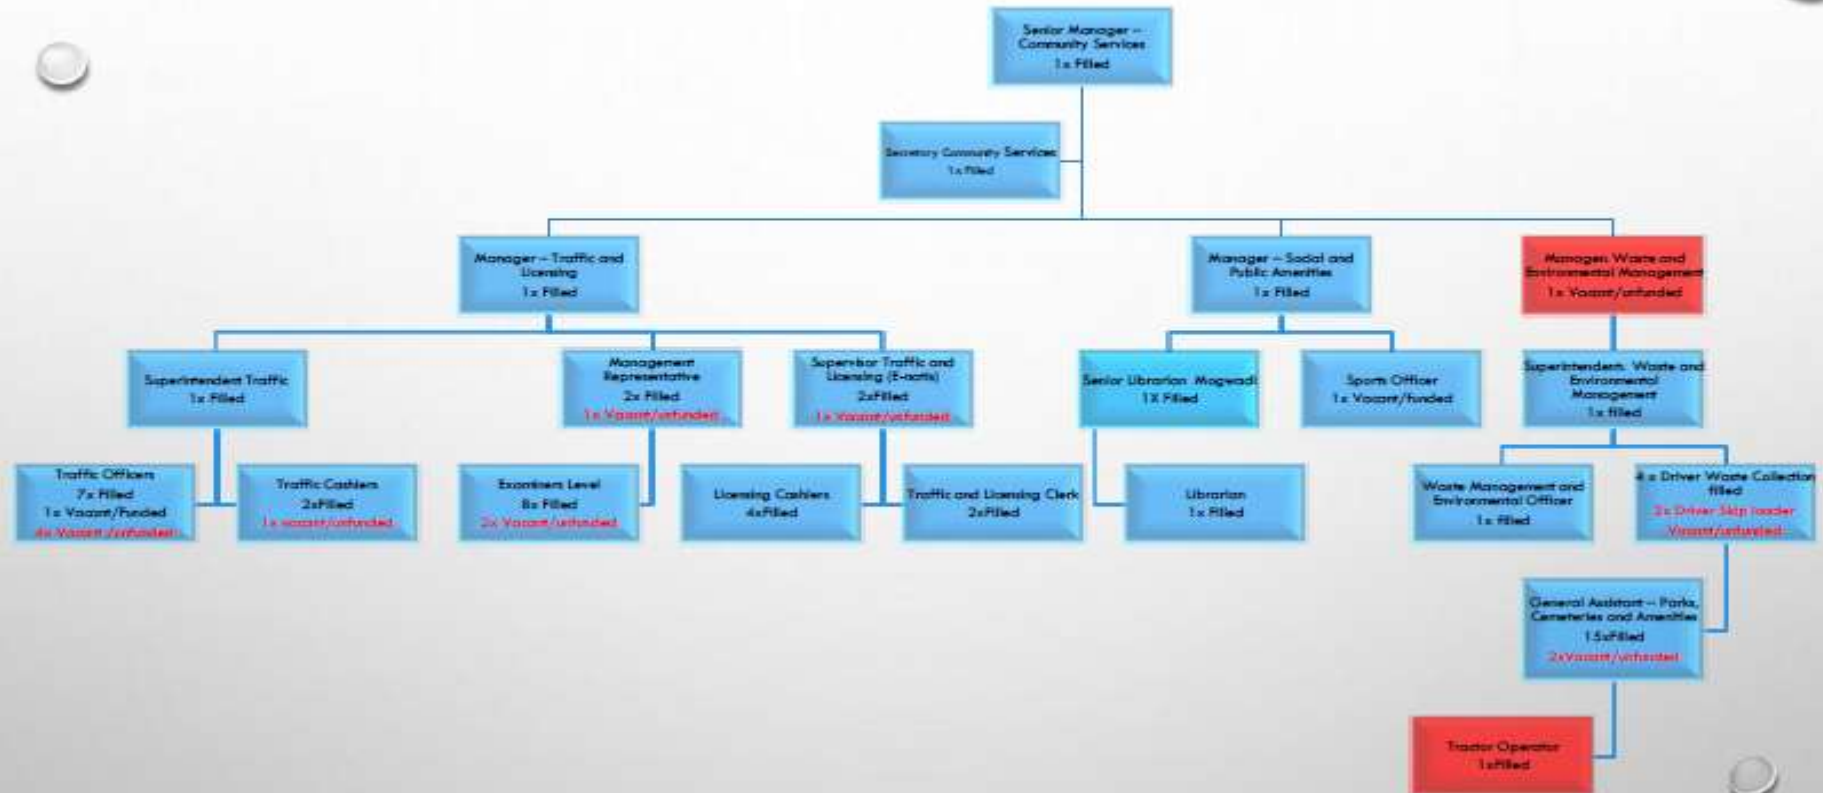 Senior Manager –
Community Services
1x Filled
Secretary Community Services
1x Filled
Manager – Traffic and
Licensing
1x Filled
Manager – Social and
Public Amenities
1x Filled
Manager: Waste and
Environmental Management
1x Vacant/unfunded
Superintendent Traffic
1x Filled
Management
Representative
2x Filled
1x Vacant/unfunded
Supervisor Traffic and
Licensing (E-natis)
2xFilled
1x Vacant/unfunded
Senior Librarian Mogwadi
1X Filled
Sports Officer
1x Vacant/funded
Superintendent: Waste and
Environmental
Management
1x filled
Traffic Officers
7x Filled
1x Vacant/Funded
4x Vacant /unfunded
Traffic Cashiers
2xFilled
1x vacant/unfunded
Examiners Level
8x Filled
2x Vacant/unfunded
Licensing Cashiers
4xFilled
Traffic and Licensing Clerk
2xFilled
Librarian
1x Filled
Waste Management and
Environmental Officer
1x filled
4 x Driver Waste Collection
filled
2x Driver Skip loader
Vacant/unfunded
General Assistant – Parks,
Cemeteries and Amenities
15xFilled
2xVacant/unfunded
Tractor Operator
1xFilled